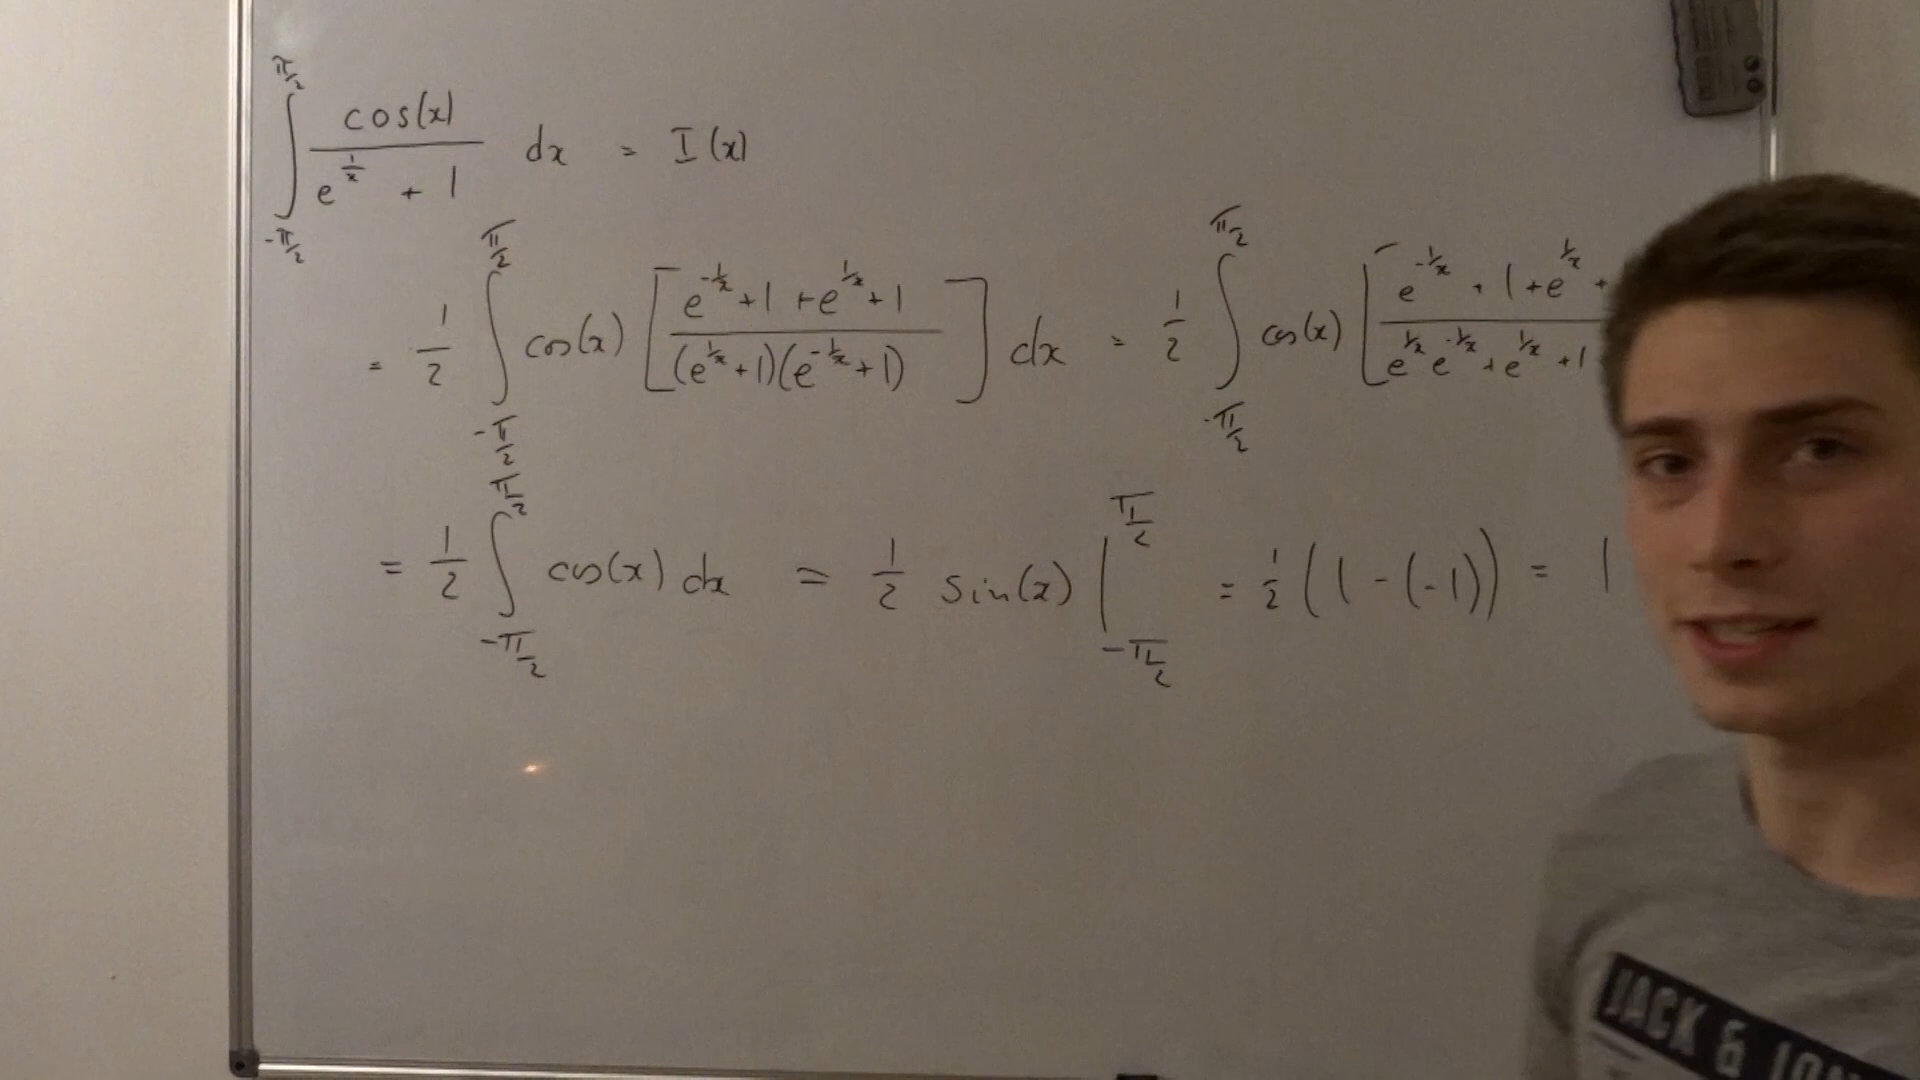 ∫_{-π/2}^{π/2} cos(x) / (e^{1/x} + 1) dx = I(x)
= 1/2 ∫_{-π/2}^{π/2} cos(x) [ (e^{-1/x} + 1 + e^{1/x} + 1) / ((e^{1/x} + 1)(e^{-1/x} + 1)) ] dx = 1/2 ∫_{-π/2}^{π/2} cos(x) [ (e^{-1/x} + 1 + e^{1/x} +) / (e^{1/x} e^{-1/x} + e^{1/x} + 1)
= 1/2 ∫_{-π/2}^{π/2} cos(x) dx = 1/2 sin(x) |_{-π/2}^{π/2} = 1/2 (1 - (-1)) = 1
JACK &